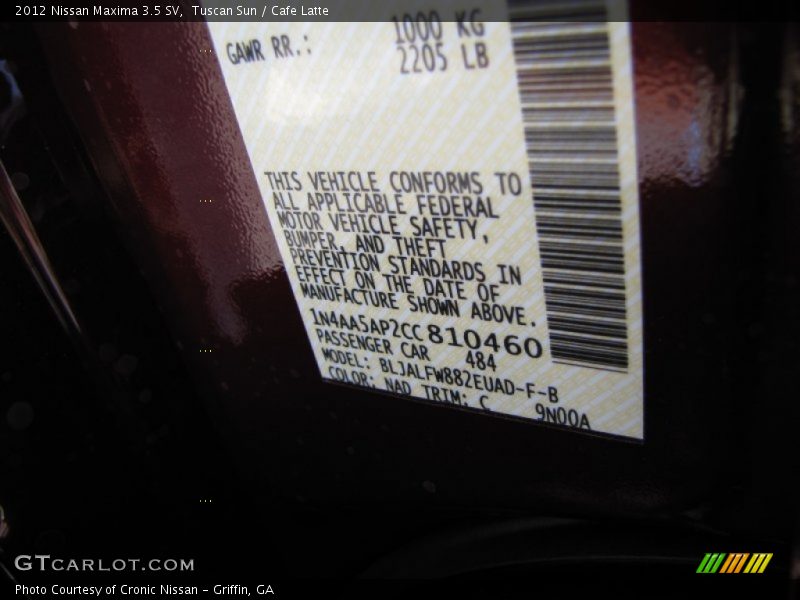 2012 Nissan Maxima 3.5 SV, Tuscan Sun / Cafe Latte
1000 KG
GAWR RR.:
2205 LB
THIS VEHICLE CONFORMS TO
ALL APPLICABLE FEDERAL
MOTOR VEHICLE SAFETY,
BUMPER, AND THEFT
PREVENTION STANDARDS IN
EFFECT ON THE DATE OF
MANUFACTURE SHOWN ABOVE.
1N4AA5AP2CC810460
PASSENGER CAR 484
MODEL: BLJALFW882EUAD-F-B
COLOR: NAD TRIM: C 9N00A
GTCARLOT.COM
Photo Courtesy of Cronic Nissan - Griffin, GA